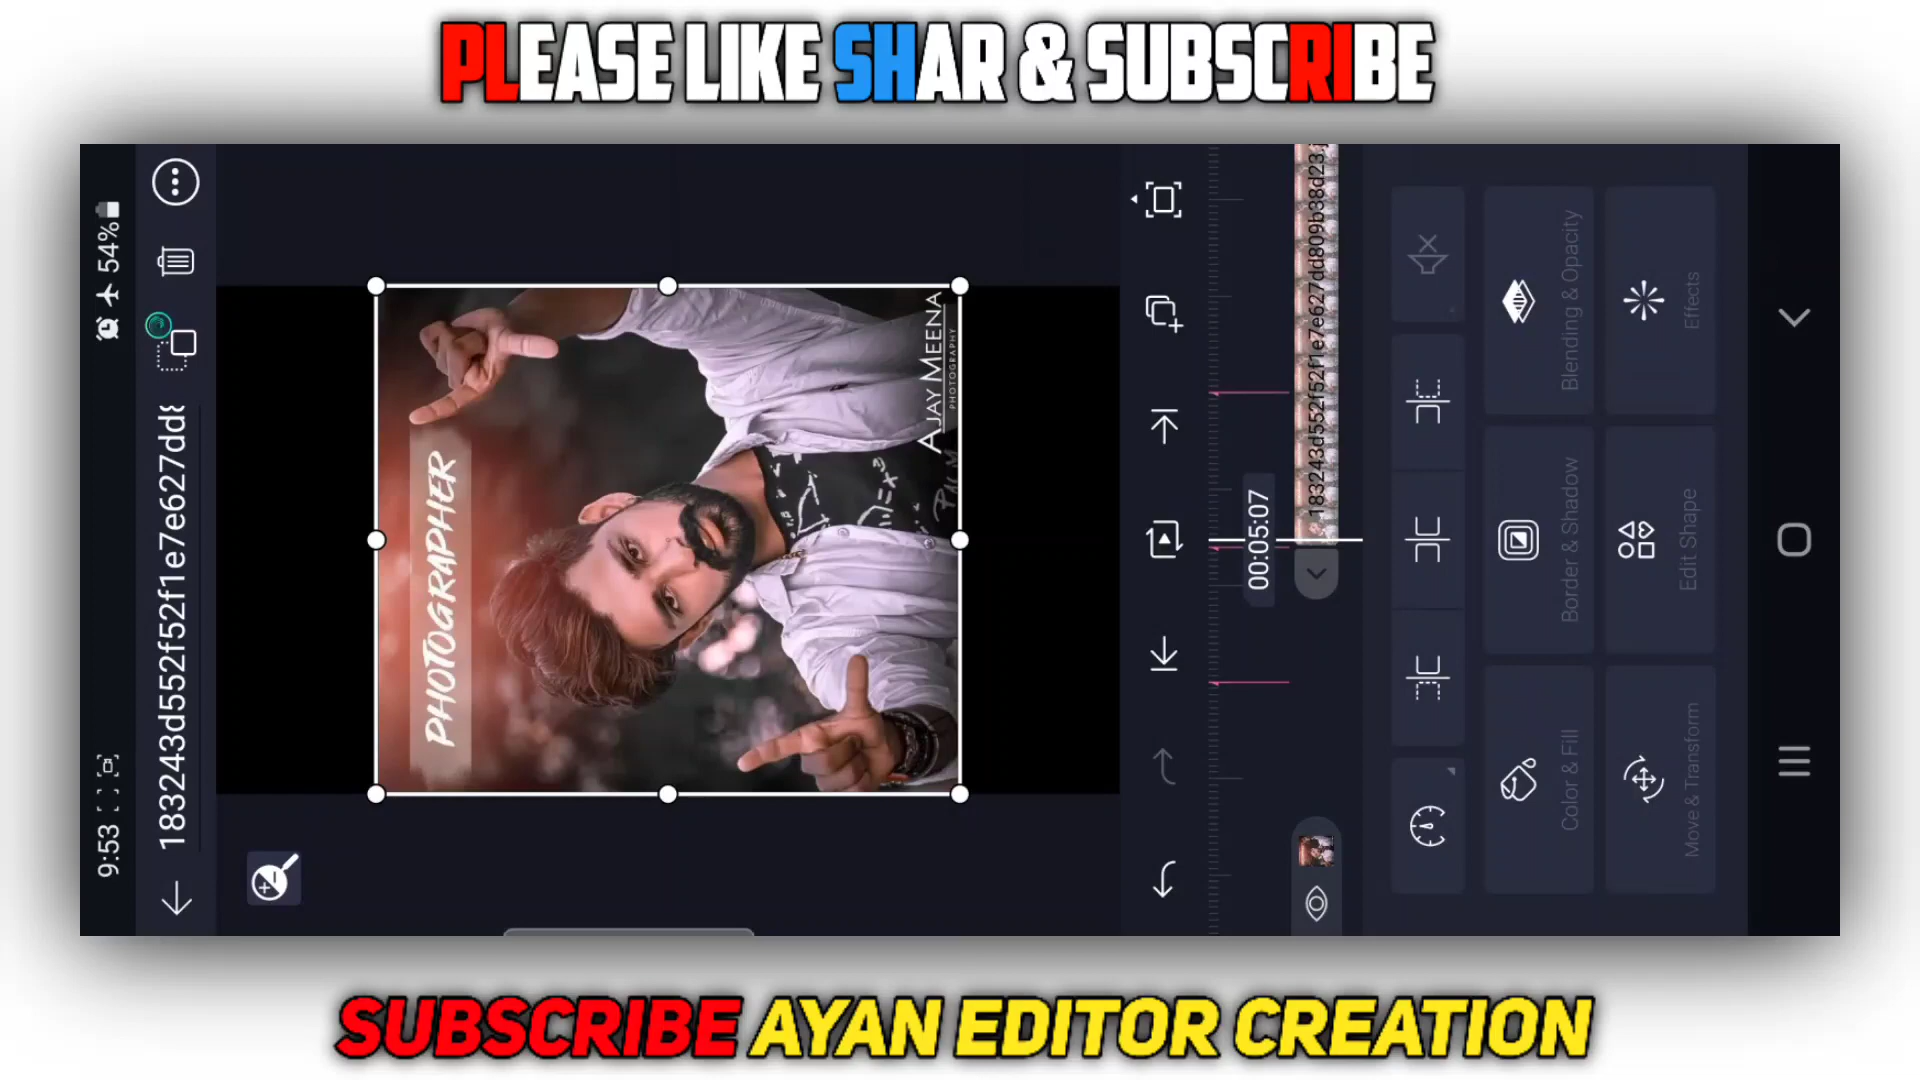 PLEASE LIKE SHAR & SUBSCRIBE
9:53
54%
183243d552f52f1e7e627dd8
PHOTOGRAPHER
AJAY MEENA
PHOTOGRAPHY
00:05:07
183243d552f52f1e7e627dd809b38d23.
Blending & Opacity
Effects
Border & Shadow
Edit Shape
Color & Fill
Move & Transform
SUBSCRIBE AYAN EDITOR CREATION